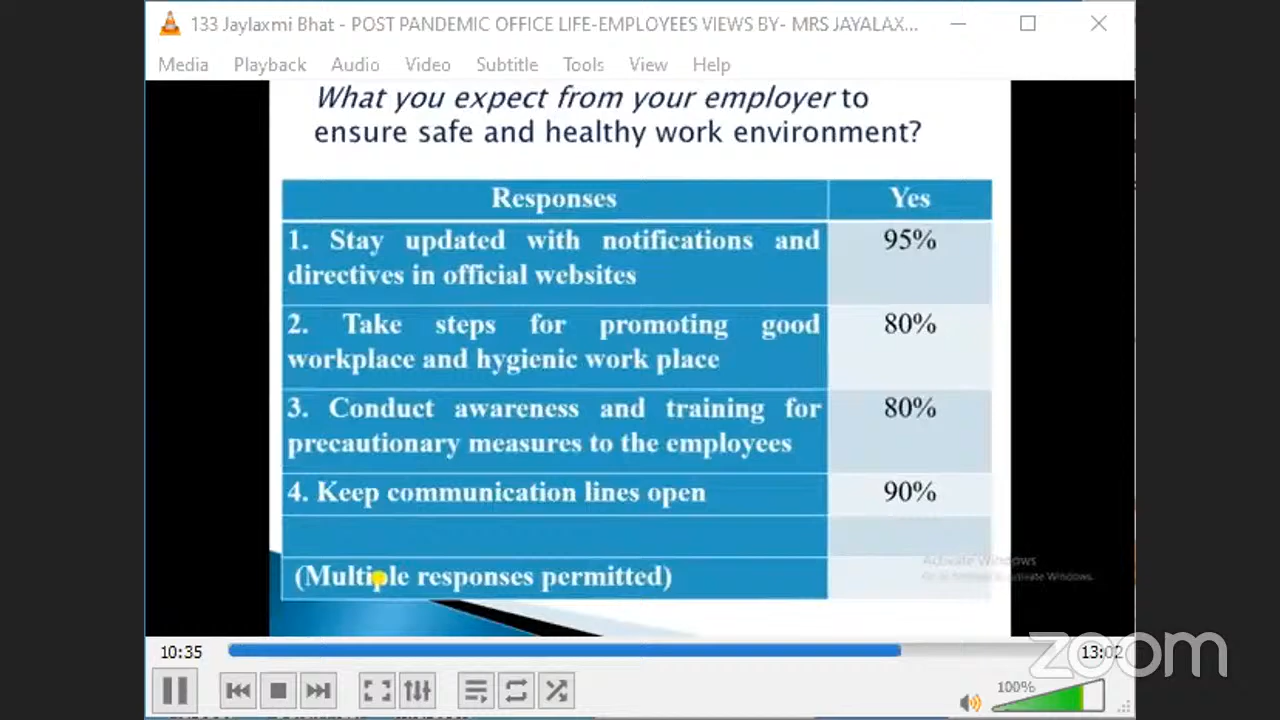 133 Jaylaxmi Bhat - POST PANDEMIC OFFICE LIFE-EMPLOYEES VIEWS BY- MRS JAYALAX...
Media Playback Audio Video Subtitle Tools View Help
What you expect from your employer to
ensure safe and healthy work environment?
Responses Yes
1. Stay updated with notifications and 95%
directives in official websites
2. Take steps for promoting good 80%
workplace and hygienic work place
3. Conduct awareness and training for 80%
precautionary measures to the employees
4. Keep communication lines open 90%
Activate Windows
(Multiple responses permitted)
Activate Windows.
10:35 13:02
zoom
100%